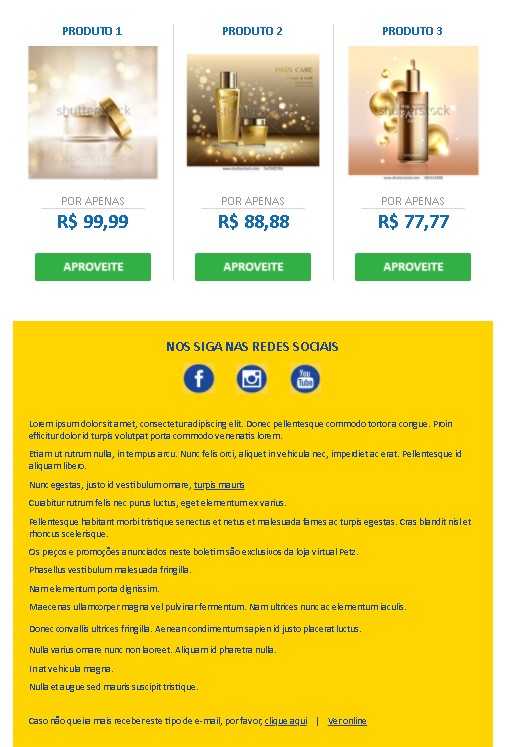 PRODUTO 1
PRODUTO 2
PRODUTO 3
shutterstock
SKIN CARE
shutterstock
shutterstock
www.shutterstock.com
www.shutterstock.com
POR APENAS
R$ 99,99
POR APENAS
R$ 88,88
POR APENAS
R$ 77,77
APROVEITE
APROVEITE
APROVEITE
NOS SIGA NAS REDES SOCIAIS
f
You Tube
Lorem ipsum dolor sit amet, consectetur adipiscing elit. Donec pellentesque commodo tortor a congue. Proin
efficitur dolor id turpis volutpat porta commodo venenatis lorem.
Etiam ut rutrum nulla, in tempus arcu. Nunc felis orci, aliquet in vehicula nec, imperdiet ac erat. Pellentesque id
aliquam libero.
Nunc egestas, justo id vestibulum ornare, turpis mauris
Curabitur rutrum felis nec purus luctus, eget elementum ex varius.
Pellentesque habitant morbi tristique senectus et netus et malesuada fames ac turpis egestas. Cras blandit nisl et
rhoncus scelerisque.
Os preços e promoções anunciados neste boletim são exclusivos da loja virtual Petz.
Phasellus vestibulum malesuada fringilla.
Nam elementum porta dignissim.
Maecenas ullamcorper magna vel pulvinar fermentum. Nam ultrices nunc ac elementum iaculis.
Donec convallis ultrices fringilla. Aenean condimentum sapien id justo placerat luctus.
Nulla varius ornare nunc non laoreet. Aliquam id pharetra nulla.
In at vehicula magna.
Nulla et augue sed mauris suscipit tristique.
Caso não queira mais receber este tipo de e-mail, por favor, clique aqui | Ver online